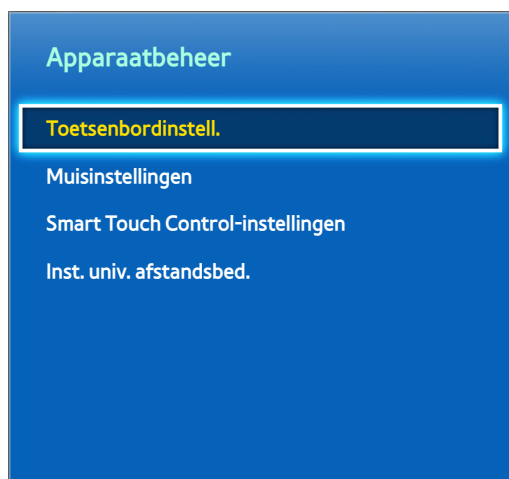 Apparaatbeheer
Toetsenbordinstell.
Muisinstellingen
Smart Touch Control-instellingen
Inst. univ. afstandsbed.